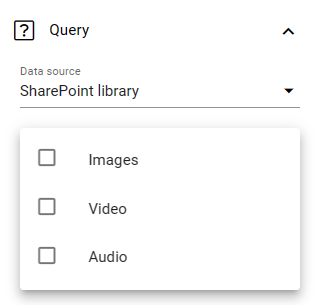 Query
Data source
SharePoint library
Images
Video
Audio